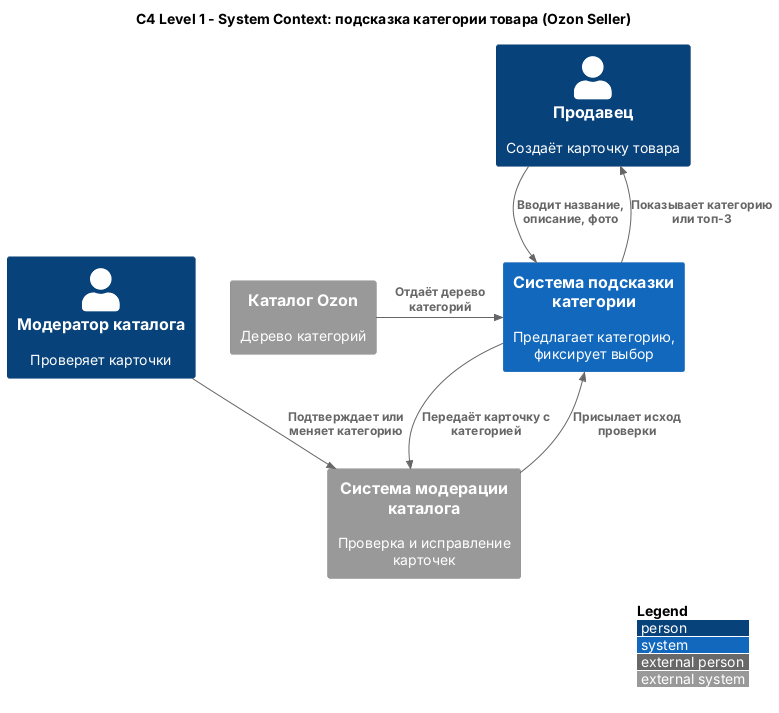 C4 Level 1 - System Context: подсказка категории товара (Ozon Seller)
Продавец
Создаёт карточку товара
Вводит название,
описание, фото
Показывает категорию
или топ-3
Модератор каталога
Проверяет карточки
Каталог Ozon
Дерево категорий
Отдаёт дерево
категорий
Система подсказки
категории
Предлагает категорию,
фиксирует выбор
Подтверждает или
меняет категорию
Передаёт карточку с
категорией
Присылает исход
проверки
Система модерации
каталога
Проверка и исправление
карточек
Legend
person
system
external person
external system